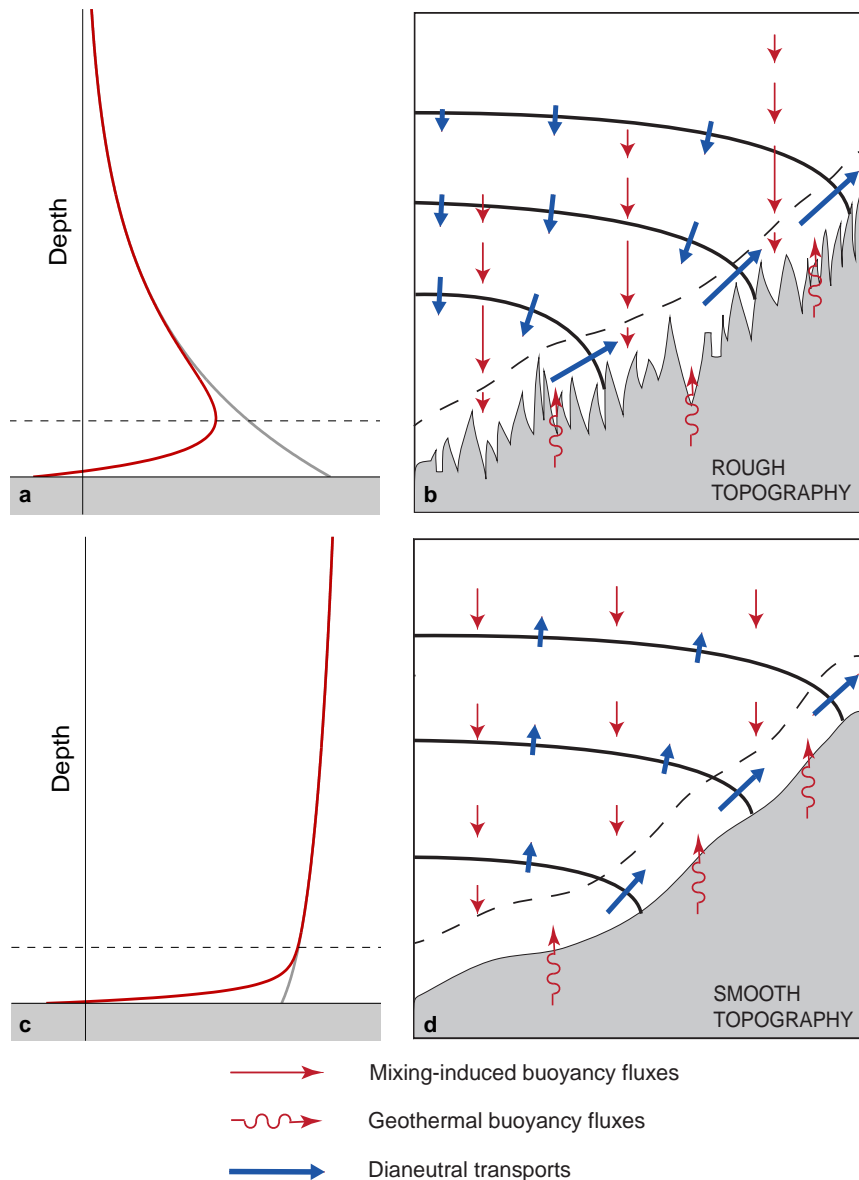 Depth
a
b
ROUGH
TOPOGRAPHY
Depth
c
d
SMOOTH
TOPOGRAPHY
Mixing-induced buoyancy fluxes
Geothermal buoyancy fluxes
Dianeutral transports